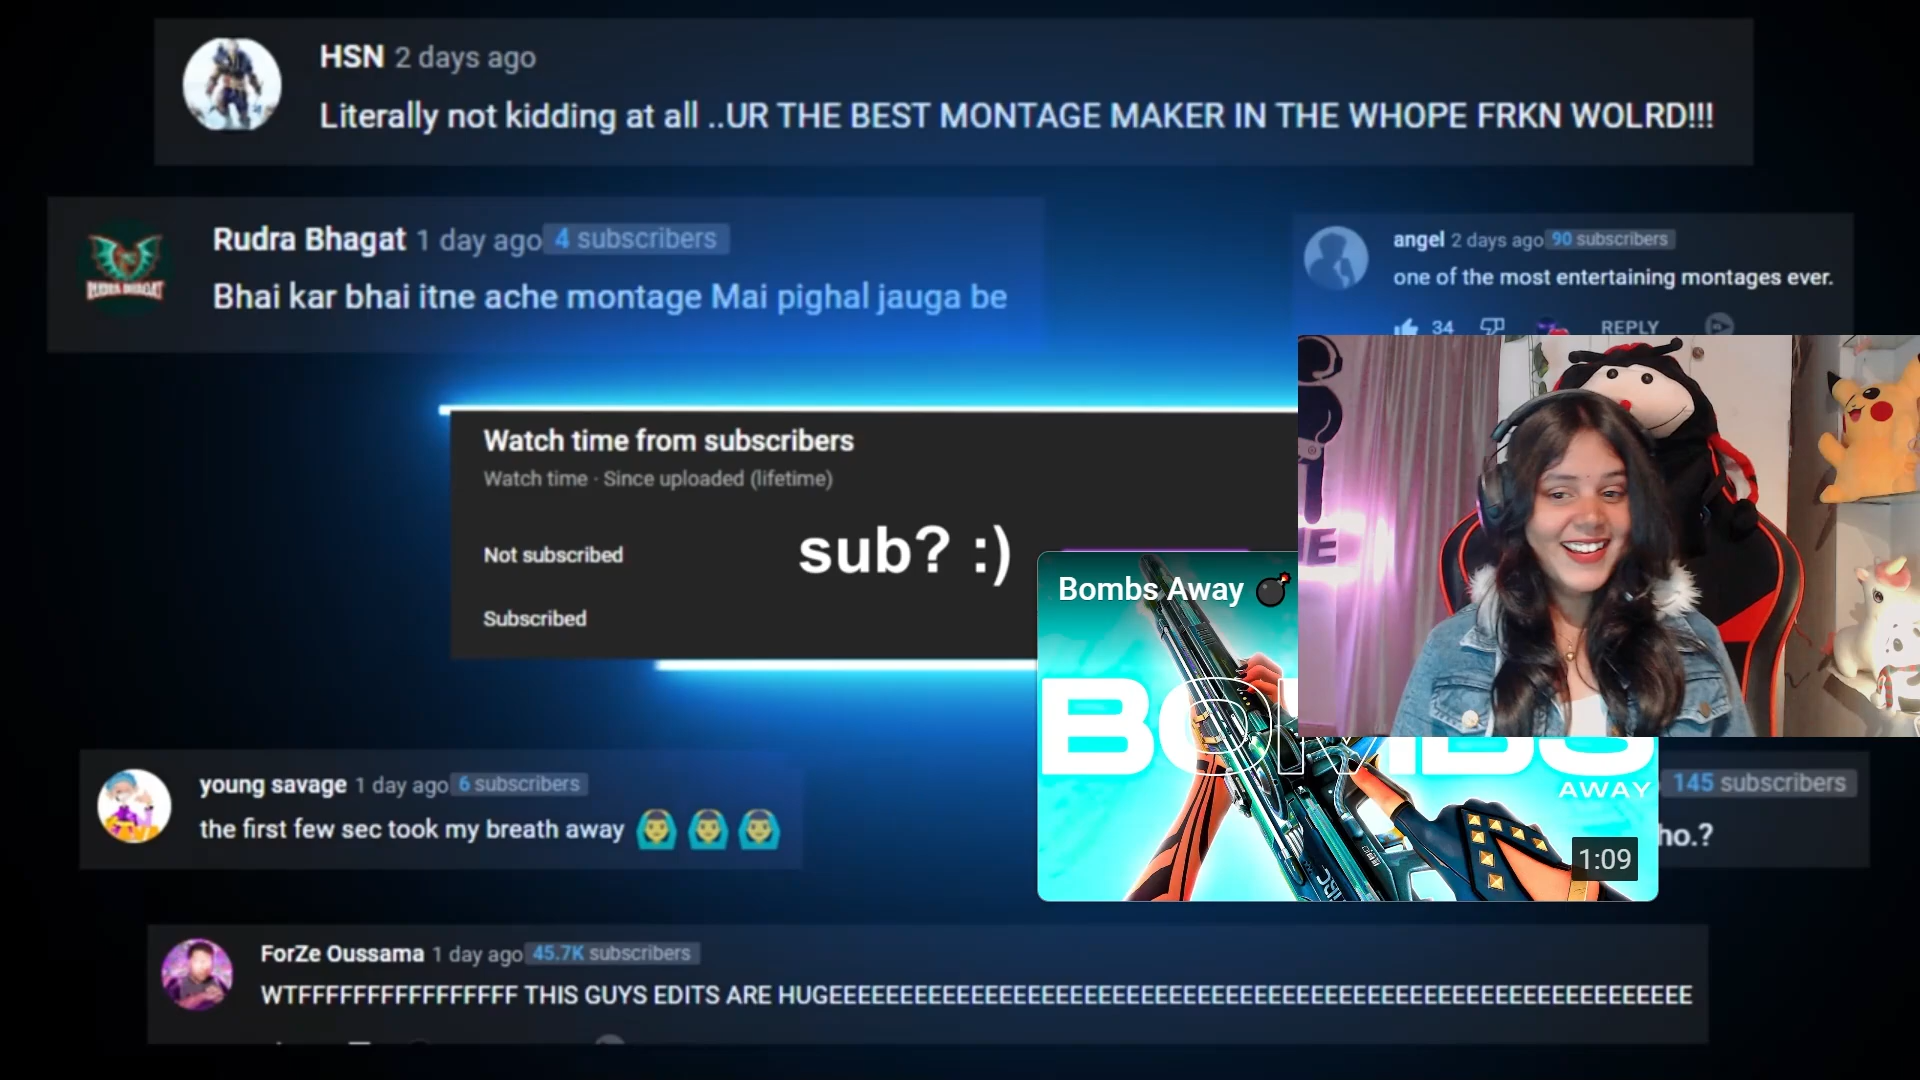 HSN 2 days ago
Literally not kidding at all ..UR THE BEST MONTAGE MAKER IN THE WHOPE FRKN WOLRD!!!
Rudra Bhagat 1 day ago 4 subscribers
Bhai kar bhai itne ache montage Mai pighal jauga be
RUDRA BHAGAT
angel 2 days ago 90 subscribers
one of the most entertaining montages ever.
34 REPLY
Watch time from subscribers
Watch time · Since uploaded (lifetime)
Not subscribed
sub? :)
Subscribed
Bombs Away 💣
BOMBS
AWAY
1:09
145 subscribers
ho.?
young savage 1 day ago 6 subscribers
the first few sec took my breath away 🙆‍♂️ 🙆‍♂️ 🙆‍♂️
ForZe Oussama 1 day ago 45.7K subscribers
WTFFFFFFFFFFFFFFFF THIS GUYS EDITS ARE HUGEEEEEEEEEEEEEEEEEEEEEEEEEEEEEEEEEEEEEEEEEEEEEEEEEEEEEEEEEEEEE